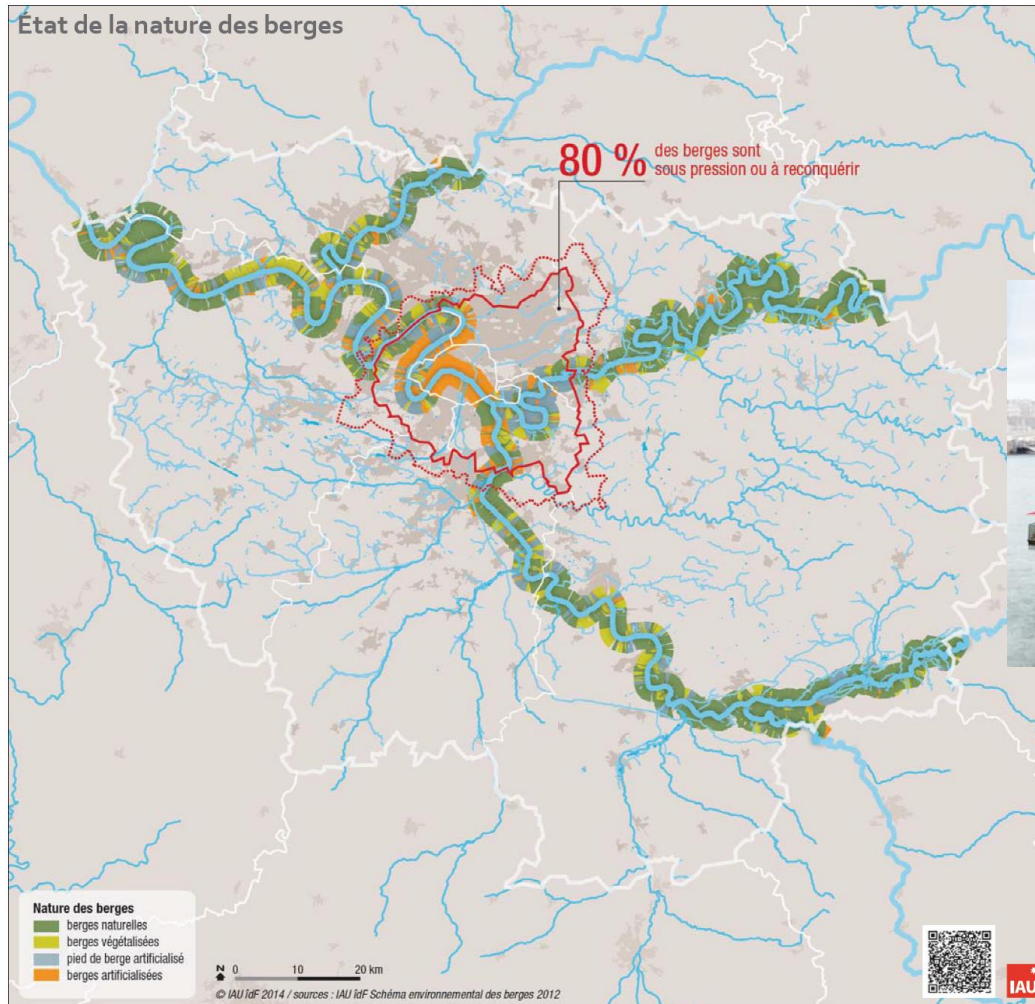 État de la nature des berges
80 %
des berges sont
sous pression ou à reconquérir
Nature des berges
berges naturelles
berges végétalisées
pied de berge artificialisé
berges artificialisées
N
0 10 20 km
© IAU îdF 2014 / sources : IAU îdF Schéma environnemental des berges 2012
IAU